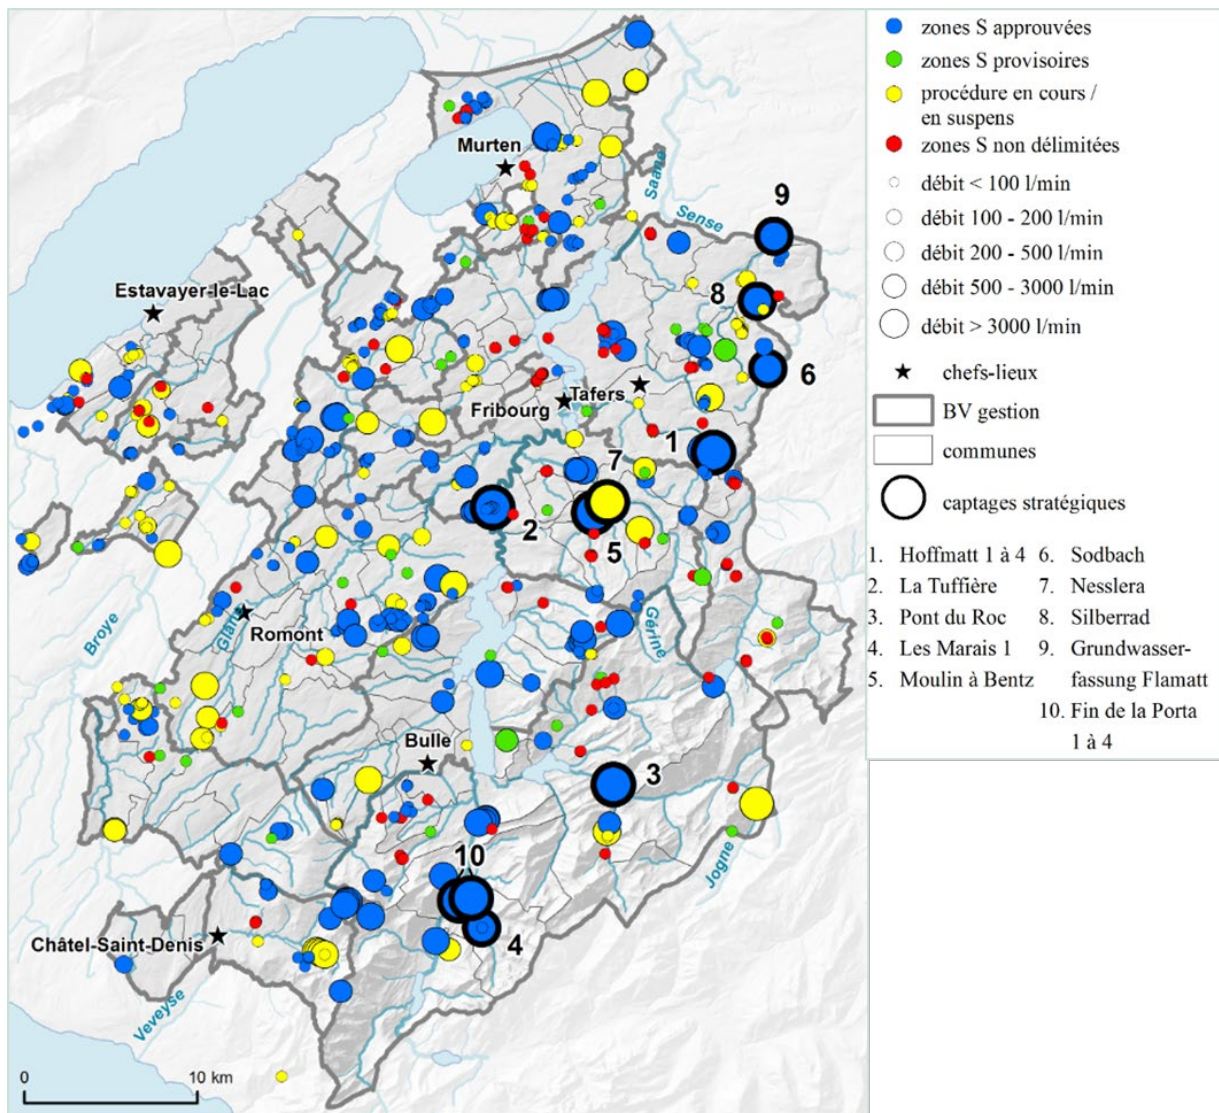 Murten
Saane
Sense
9
Estavayer-le-Lac
8
6
Tafers
Fribourg
1
7
2
5
Broye
Glâne
Romont
Gérine
Bulle
3
Jogne
10
4
Châtel-Saint-Denis
Veveyse
0 10 km
zones S approuvées
zones S provisoires
procédure en cours /
en suspens
zones S non délimitées
débit < 100 l/min
débit 100 - 200 l/min
débit 200 - 500 l/min
débit 500 - 3000 l/min
débit > 3000 l/min
chefs-lieux
BV gestion
communes
captages stratégiques
1. Hoffmatt 1 à 4
2. La Tuffière
3. Pont du Roc
4. Les Marais 1
5. Moulin à Bentz
6. Sodbach
7. Nesslera
8. Silberrad
9. Grundwasser-
fassung Flamatt
10. Fin de la Porta
1 à 4